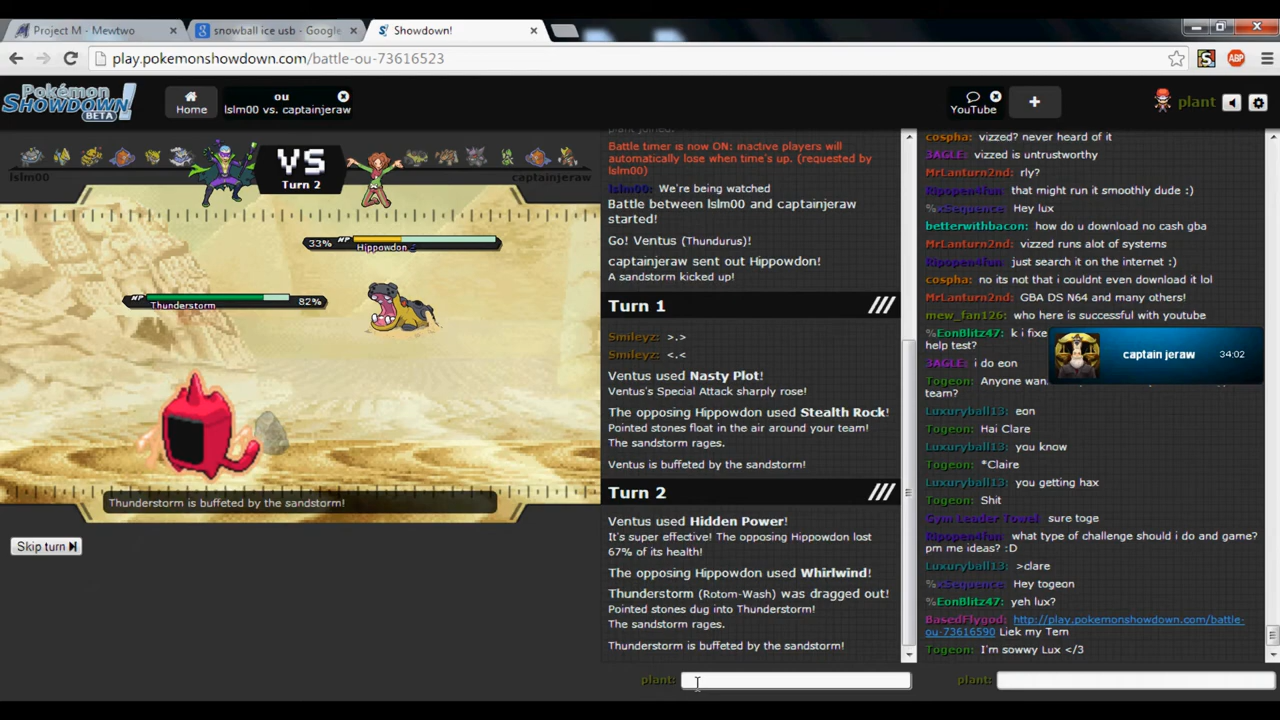 Project M - Mewtwo
snowball ice usb - Google
Showdown!
play.pokemonshowdown.com/battle-ou-73616523
ABP
Pokémon
SHOWDOWN!
BETA
Home
ou
lslm00 vs. captainjeraw
YouTube
+
plant
lslm00
VS
Turn 2
captainjeraw
33%
HP
Hippowdon
HP
Thunderstorm
82%
Thunderstorm is buffeted by the sandstorm!
Skip turn
plant joined.
Battle timer is now ON: inactive players will
automatically lose when time's up. (requested by
lslm00)
lslm00: We're being watched
Battle between lslm00 and captainjeraw
started!
Go! Ventus (Thundurus)!
captainjeraw sent out Hippowdon!
A sandstorm kicked up!
Turn 1
Smileyz: >.>
Smileyz: <.<
Ventus used Nasty Plot!
Ventus's Special Attack sharply rose!
The opposing Hippowdon used Stealth Rock!
Pointed stones float in the air around your team!
The sandstorm rages.
Ventus is buffeted by the sandstorm!
Turn 2
Ventus used Hidden Power!
It's super effective! The opposing Hippowdon lost
67% of its health!
The opposing Hippowdon used Whirlwind!
Thunderstorm (Rotom-Wash) was dragged out!
Pointed stones dug into Thunderstorm!
The sandstorm rages.
Thunderstorm is buffeted by the sandstorm!
plant:
cospha: vizzed? never heard of it
3AGLE: vizzed is untrustworthy
MrLanturn2nd: rly?
Ripopen4fun: that might run it smoothly dude :)
%xSequence: Hey lux
betterwithbacon: how do u download no cash gba
MrLanturn2nd: vizzed runs alot of systems
Ripopen4fun: just search it on the internet :)
cospha: no its not that i couldnt even download it lol
MrLanturn2nd: GBA DS N64 and many others!
mew_fan126: who here is successful with youtube
%EonBlitz47: k i fixe
help test?
3AGLE: i do eon
Togeon: Anyone wan
team?
captain jeraw
34:02
Luxuryball13: eon
Togeon: Hai Clare
Luxuryball13: you know
Togeon: *Claire
Luxuryball13: you getting hax
Togeon: Shit
Gym Leader Towel: sure toge
Ripopen4fun: what type of challenge should i do and game?
pm me ideas? :D
Luxuryball13: >clare
%xSequence: Hey togeon
%EonBlitz47: yeh lux?
BasedFlygod: http://play.pokemonshowdown.com/battle-
ou-73616590 Liek my Tem
Togeon: I'm sowwy Lux </3
plant: